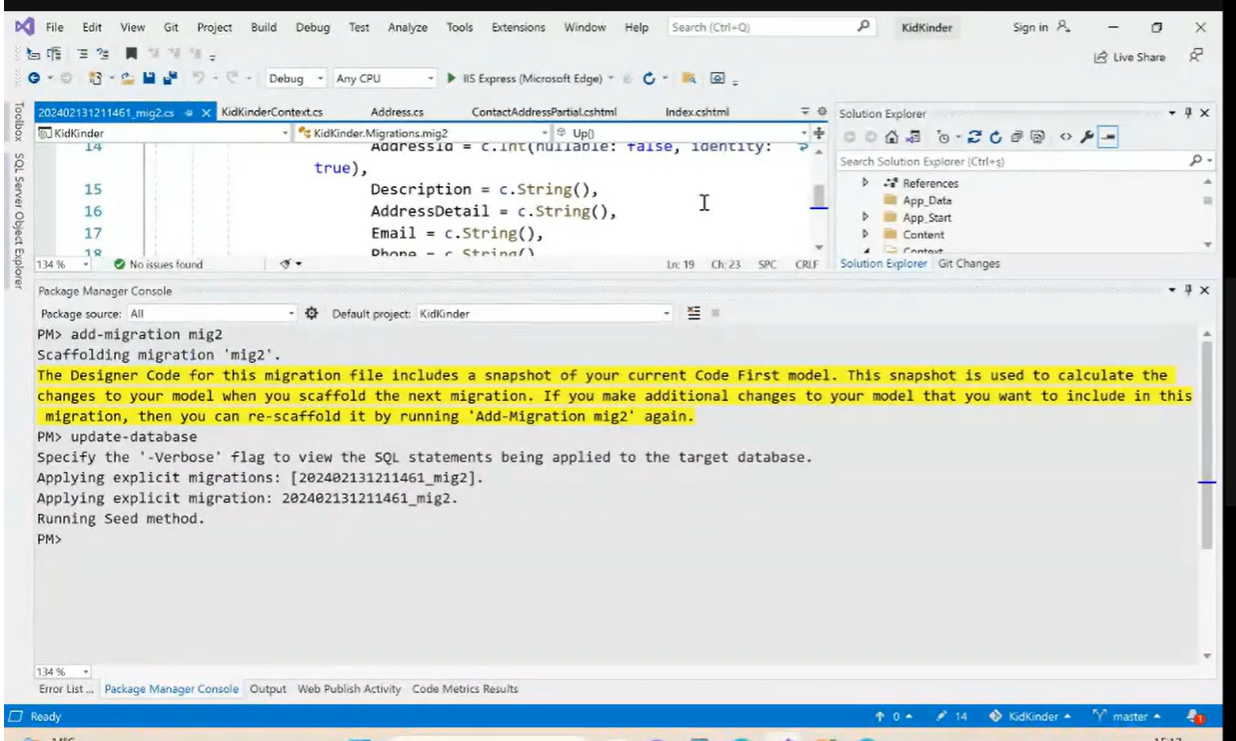 File Edit View Git Project Build Debug Test Analyze Tools Extensions Window Help Search (Ctrl+Q) KidKinder Sign in
Live Share
Debug Any CPU IIS Express (Microsoft Edge)
202402131211461_mig2.cs KidKinderContext.cs Address.cs ContactAddressPartial.cshtml Index.cshtml
KidKinder KidKinder.Migrations.mig2 Up()
14 AddressId = c.Int(nullable: false, identity:
true),
15 Description = c.String(),
16 AddressDetail = c.String(),
17 Email = c.String(),
18 Phone = c.String()
134 % No issues found Ln: 19 Ch: 23 SPC CRLF
Toolbox
SQL Server Object Explorer
Solution Explorer
Search Solution Explorer (Ctrl+ş)
References
App_Data
App_Start
Content
Context
Solution Explorer Git Changes
Package Manager Console
Package source: All Default project: KidKinder
PM> add-migration mig2
Scaffolding migration 'mig2'.
The Designer Code for this migration file includes a snapshot of your current Code First model. This snapshot is used to calculate the
changes to your model when you scaffold the next migration. If you make additional changes to your model that you want to include in this
migration, then you can re-scaffold it by running 'Add-Migration mig2' again.
PM> update-database
Specify the '-Verbose' flag to view the SQL statements being applied to the target database.
Applying explicit migrations: [202402131211461_mig2].
Applying explicit migration: 202402131211461_mig2.
Running Seed method.
PM>
134 %
Error List ... Package Manager Console Output Web Publish Activity Code Metrics Results
Ready 0 14 KidKinder master 1